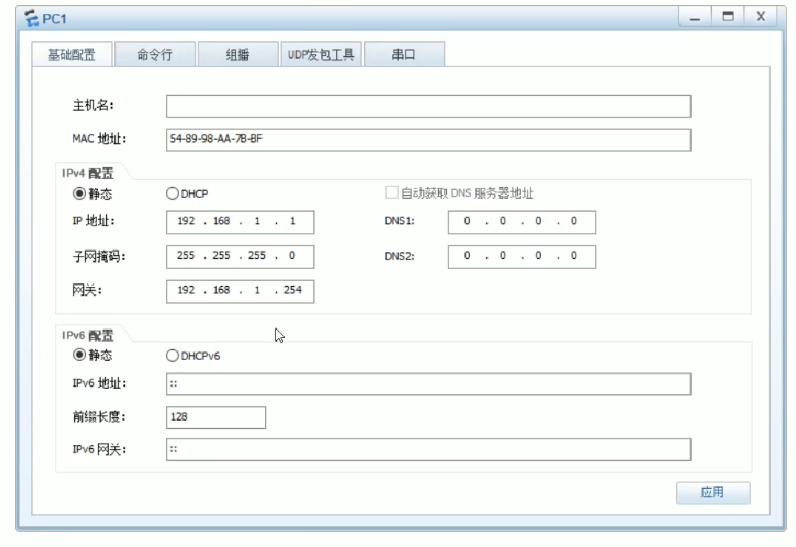 PC1
基础配置 命令行 组播 UDP发包工具 串口
主机名:
MAC 地址: 54-89-98-AA-7B-BF
IPv4 配置
静态 DHCP 自动获取 DNS 服务器地址
IP 地址: 192 . 168 . 1 . 1 DNS1: 0 . 0 . 0 . 0
子网掩码: 255 . 255 . 255 . 0 DNS2: 0 . 0 . 0 . 0
网关: 192 . 168 . 1 . 254
IPv6 配置
静态 DHCPv6
IPv6 地址: ::
前缀长度: 128
IPv6 网关: ::
应用